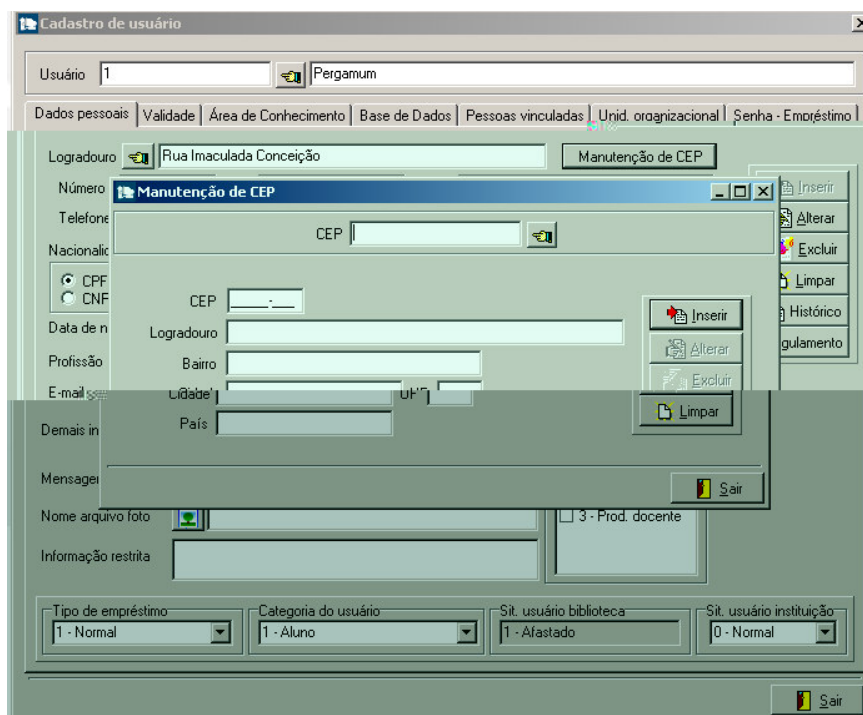 Cadastro de usuário
Usuário 1 Pergamum
Dados pessoais Validade Área de Conhecimento Base de Dados Pessoas vinculadas Unid. organizacional Senha - Empréstimo
Logradouro Rua Imaculada Conceição Manutenção de CEP
Número
Telefone
Nacionalic
CPF
CNF
Data de n
Profissão
E-mail
Demais in
Mensager
Inserir
Alterar
Excluir
Limpar
Histórico
gulamento
Manutenção de CEP
CEP
CEP _____-___
Logradouro
Bairro
Cidade
País
Inserir
Alterar
Excluir
Limpar
Sair
Nome arquivo foto
3 - Prod. docente
Informação restrita
Tipo de empréstimo Categoria do usuário Sit. usuário biblioteca Sit. usuário instituição
1 - Normal 1 - Aluno 1 - Afastado 0 - Normal
Sair